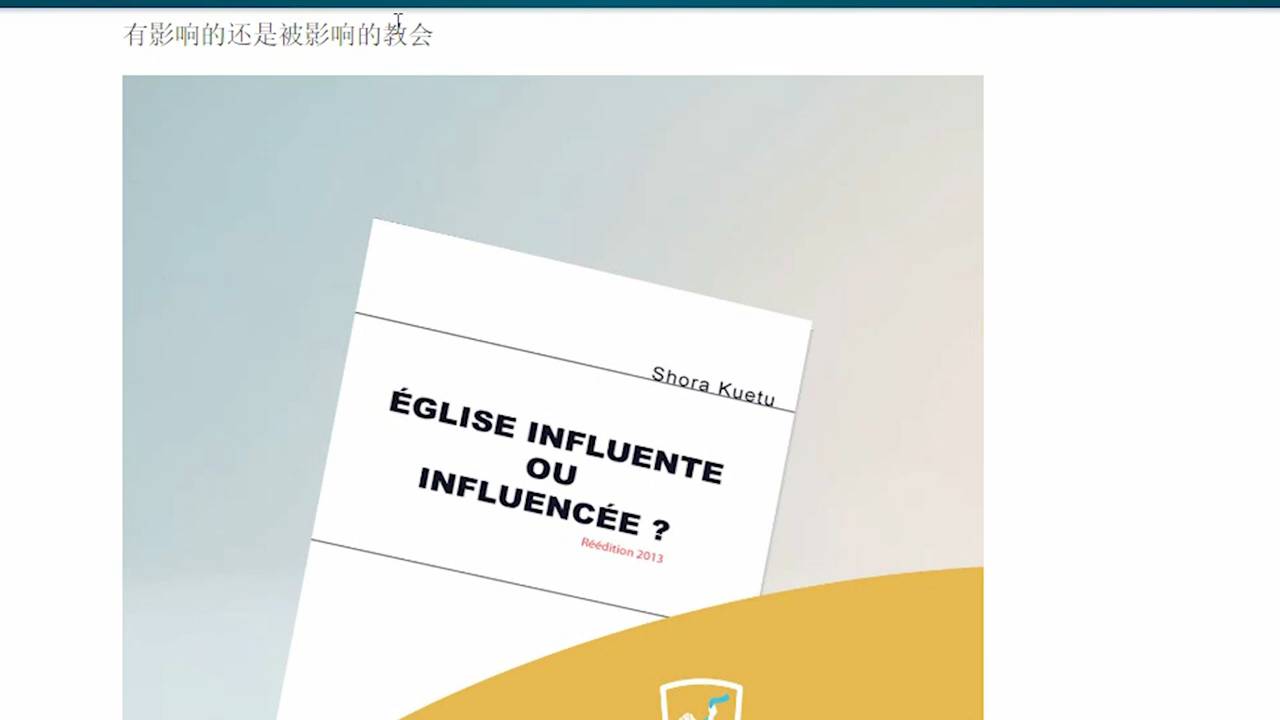 有影响的还是被影响的教会
Shora Kuetu
ÉGLISE INFLUENTE
OU
INFLUENCÉE ?
Réédition 2013